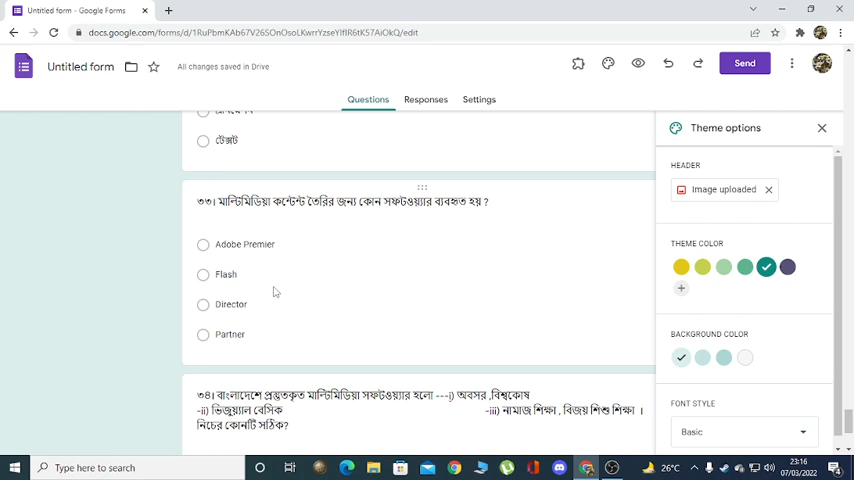 Untitled form - Google Forms
docs.google.com/forms/d/1RuPbmKAb67V26SOnOsoLKwrrYzseYlfIR6tK57AiOkQ/edit
Untitled form
All changes saved in Drive
Send
Questions
Responses
Settings
টেক্সট
৩৩। মাল্টিমিডিয়া কন্টেন্ট তৈরির জন্য কোন সফটওয়্যার ব্যবহৃত হয় ?
Adobe Premier
Flash
Director
Partner
৩৪। বাংলাদেশে প্রস্তুতকৃত মাল্টিমিডিয়া সফটওয়্যার হলো ---i) অবসর ,বিশ্বকোষ
-ii) ভিজুয়্যাল বেসিক -iii) নামাজ শিক্ষা , বিজয় শিশু শিক্ষা ।
নিচের কোনটি সঠিক?
Theme options
HEADER
Image uploaded
THEME COLOR
BACKGROUND COLOR
FONT STYLE
Basic
Type here to search
26°C
23:16
07/03/2022
4